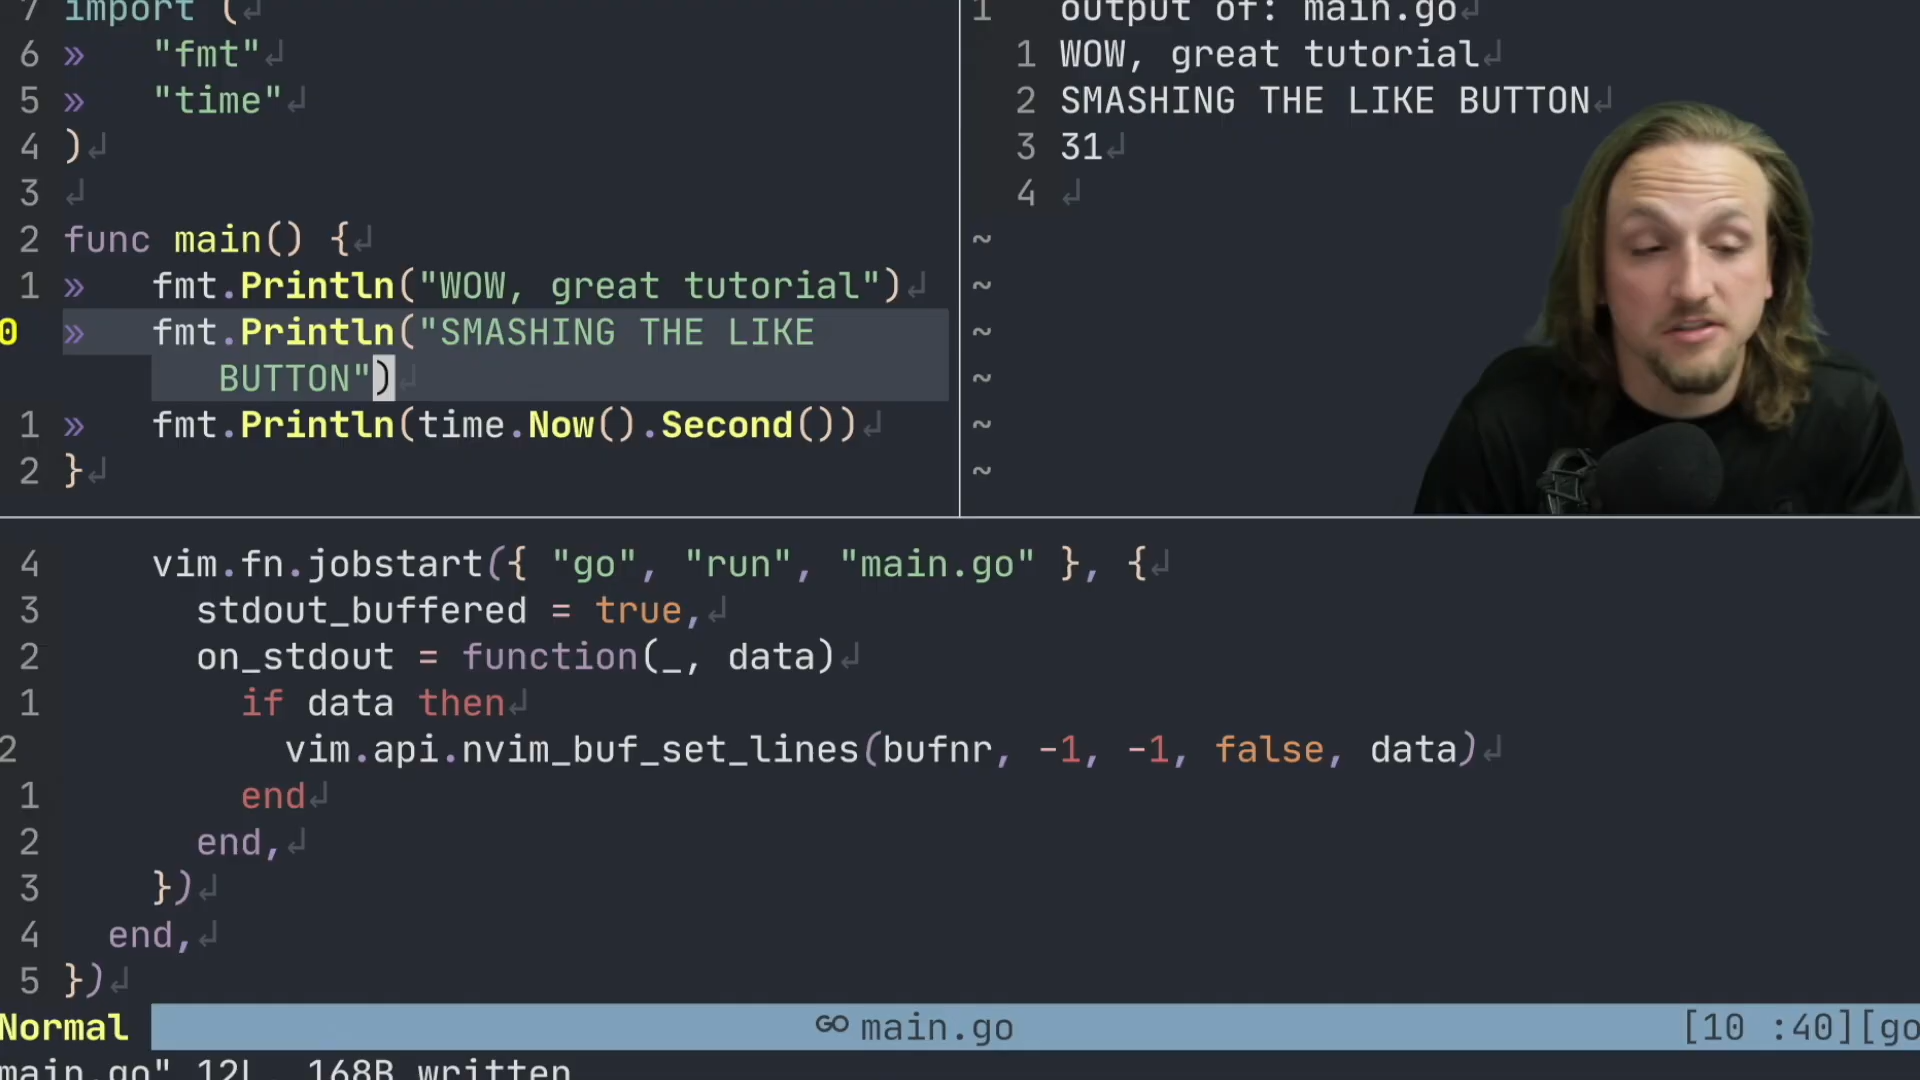 7 import (↲
6 »   "fmt"↲
5 »   "time"↲
4 )↲
3 ↲
2 func main() {↲
1 »   fmt.Println("WOW, great tutorial")↲
0 »   fmt.Println("SMASHING THE LIKE
BUTTON")↲
1 »   fmt.Println(time.Now().Second())↲
2 }↲
1 output of: main.go↲
1 WOW, great tutorial↲
2 SMASHING THE LIKE BUTTON↲
3 31↲
4 ↲
~
~
~
~
~
~
4 vim.fn.jobstart({ "go", "run", "main.go" }, {↲
3 stdout_buffered = true,↲
2 on_stdout = function(_, data)↲
1 if data then↲
2 vim.api.nvim_buf_set_lines(bufnr, -1, -1, false, data)↲
1 end↲
2 end,↲
3 })↲
4 end,↲
5 })↲
Normal GO main.go [10 :40][go
main.go" 12L, 168B written